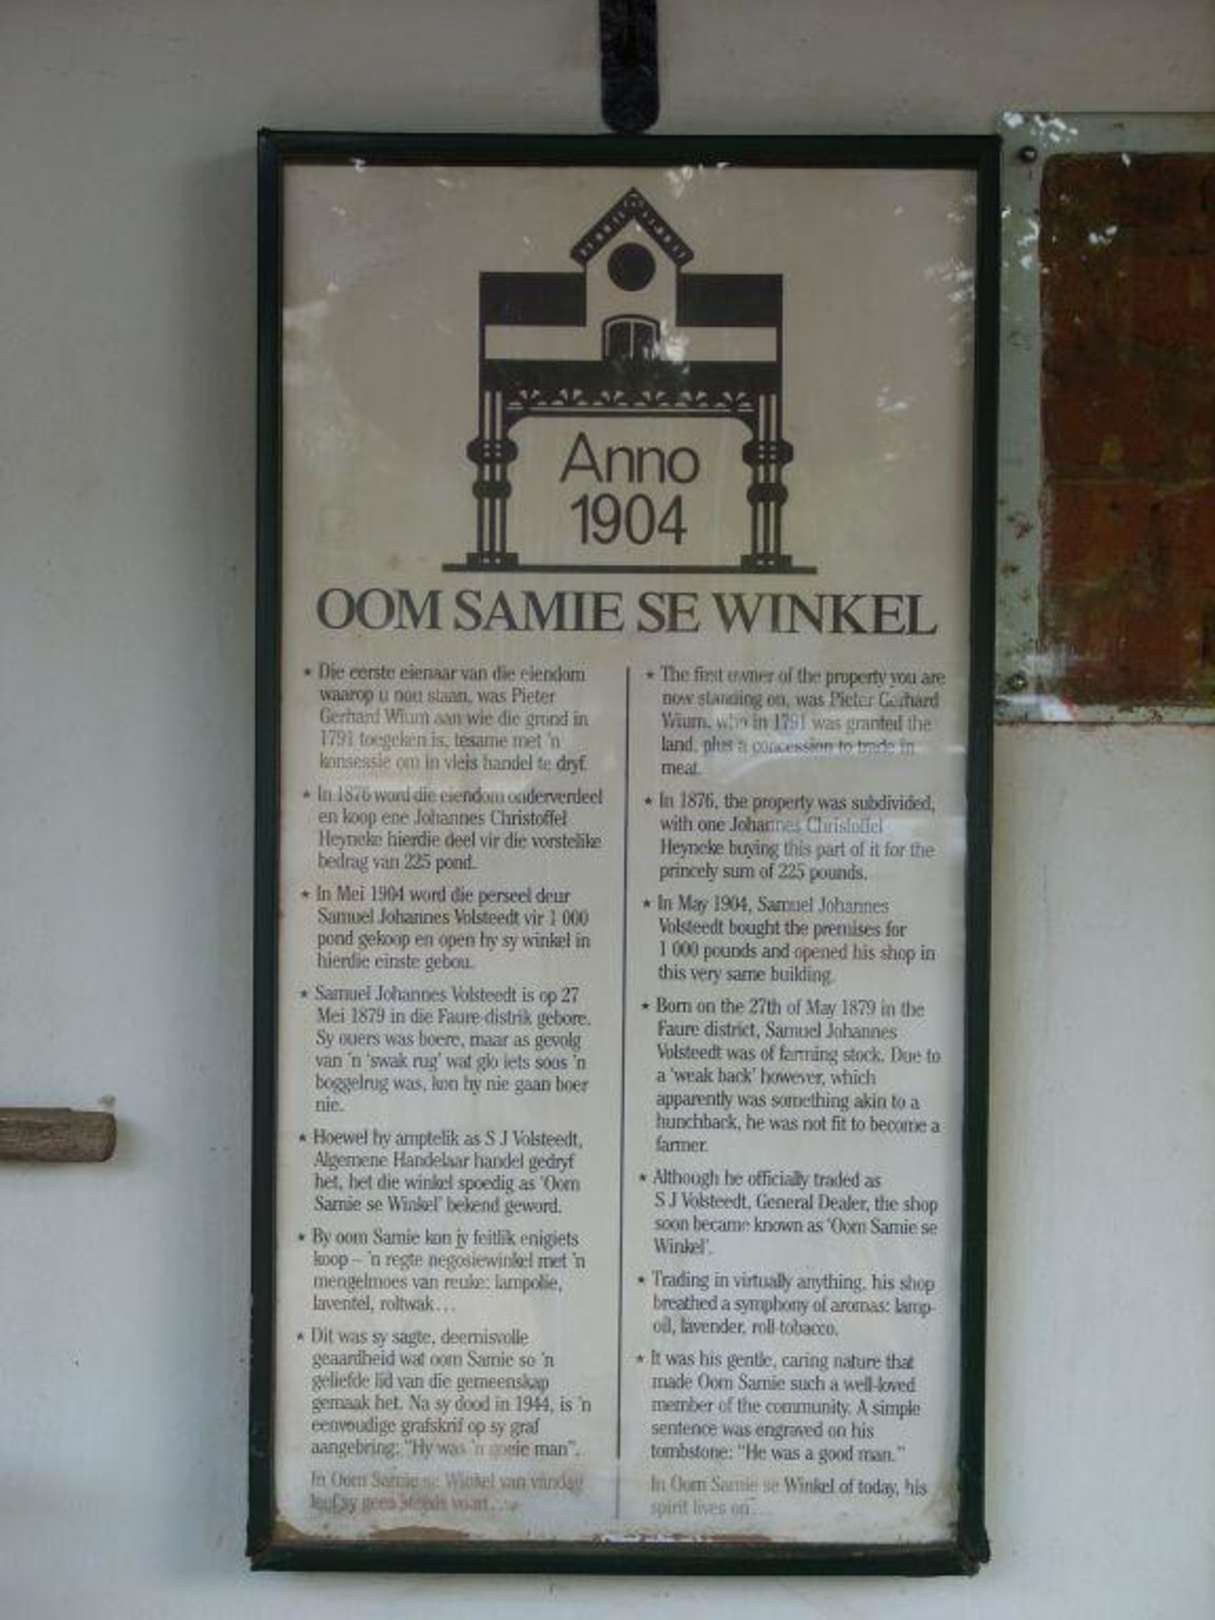 Anno
1904
OOM SAMIE SE WINKEL
★ Die eerste eienaar van die eiendom
waarop u nou staan, was Pieter
Gerhard Wium aan wie die grond in
1791 toegeken is, tesame met 'n
konsessie om in vleis handel te dryf.
★ In 1876 word die eiendom onderverdeel
en koop ene Johannes Christoffel
Heyneke hierdie deel vir die vorstelike
bedrag van 225 pond.
★ In Mei 1904 word die perseel deur
Samuel Johannes Volsteedt vir 1 000
pond gekoop en open hy sy winkel in
hierdie einste gebou.
★ Samuel Johannes Volsteedt is op 27
Mei 1879 in die Faure-distrik gebore.
Sy ouers was boere, maar as gevolg
van 'n 'swak rug' wat glo iets soos 'n
boggelrug was, kon hy nie gaan boer
nie.
★ Hoewel hy amptelik as S J Volsteedt,
Algemene Handelaar handel gedryf
het, het die winkel spoedig as 'Oom
Samie se Winkel' bekend geword.
★ By oom Samie kon jy feitlik enigiets
koop – 'n regte negosiewinkel met 'n
mengelmoes van reuke: lampolie,
laventel, roltwak...
★ Dit was sy sagte, deernisvolle
geaardheid wat oom Samie so 'n
geliefde lid van die gemeenskap
gemaak het. Na sy dood in 1944, is 'n
eenvoudige grafskrif op sy graf
aangebring: "Hy was 'n goeie man".
In Oom Samie se Winkel van vandag
leef sy gees steeds voort...
★ The first owner of the property you are
now standing on, was Pieter Gerhard
Wium, who in 1791 was granted the
land, plus a concession to trade in
meat.
★ In 1876, the property was subdivided,
with one Johannes Christoffel
Heyneke buying this part of it for the
princely sum of 225 pounds.
★ In May 1904, Samuel Johannes
Volsteedt bought the premises for
1 000 pounds and opened his shop in
this very same building.
★ Born on the 27th of May 1879 in the
Faure district, Samuel Johannes
Volsteedt was of farming stock. Due to
a 'weak back' however, which
apparently was something akin to a
hunchback, he was not fit to become a
farmer.
★ Although he officially traded as
S J Volsteedt, General Dealer, the shop
soon became known as 'Oom Samie se
Winkel'.
★ Trading in virtually anything, his shop
breathed a symphony of aromas: lamp-
oil, lavender, roll-tobacco.
★ It was his gentle, caring nature that
made Oom Samie such a well-loved
member of the community. A simple
sentence was engraved on his
tombstone: "He was a good man."
In Oom Samie se Winkel of today, his
spirit lives on...